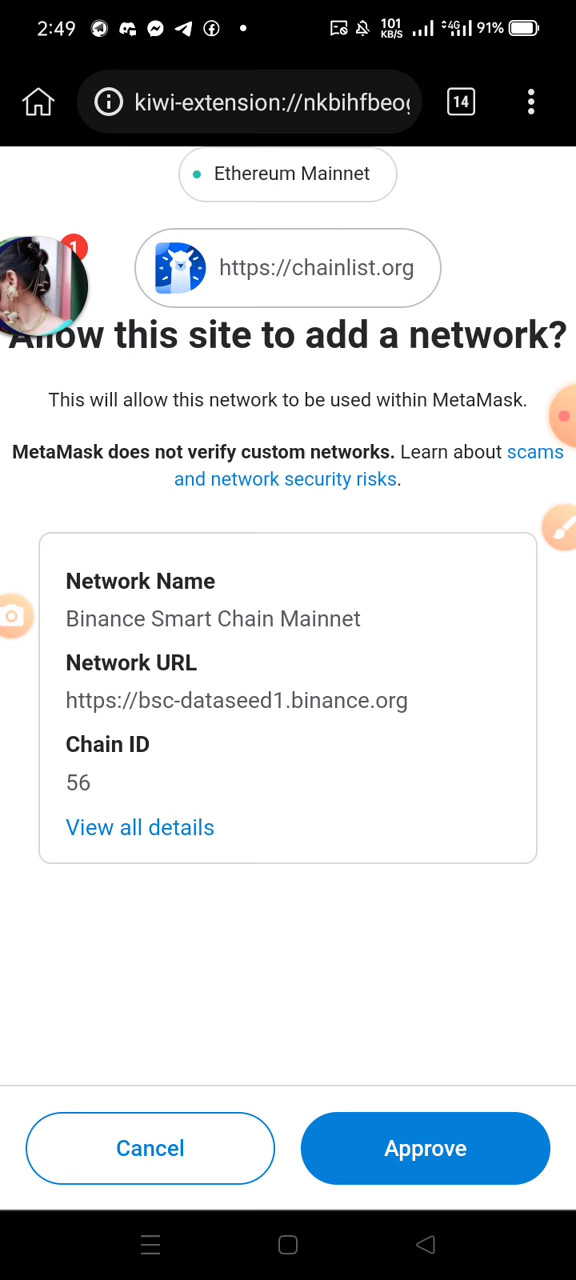 2:49
101
KB/S
4G
91%
kiwi-extension://nkbihfbeog
14
Ethereum Mainnet
1
https://chainlist.org
Allow this site to add a network?
This will allow this network to be used within MetaMask.
MetaMask does not verify custom networks. Learn about scams
and network security risks.
Network Name
Binance Smart Chain Mainnet
Network URL
https://bsc-dataseed1.binance.org
Chain ID
56
View all details
Cancel
Approve